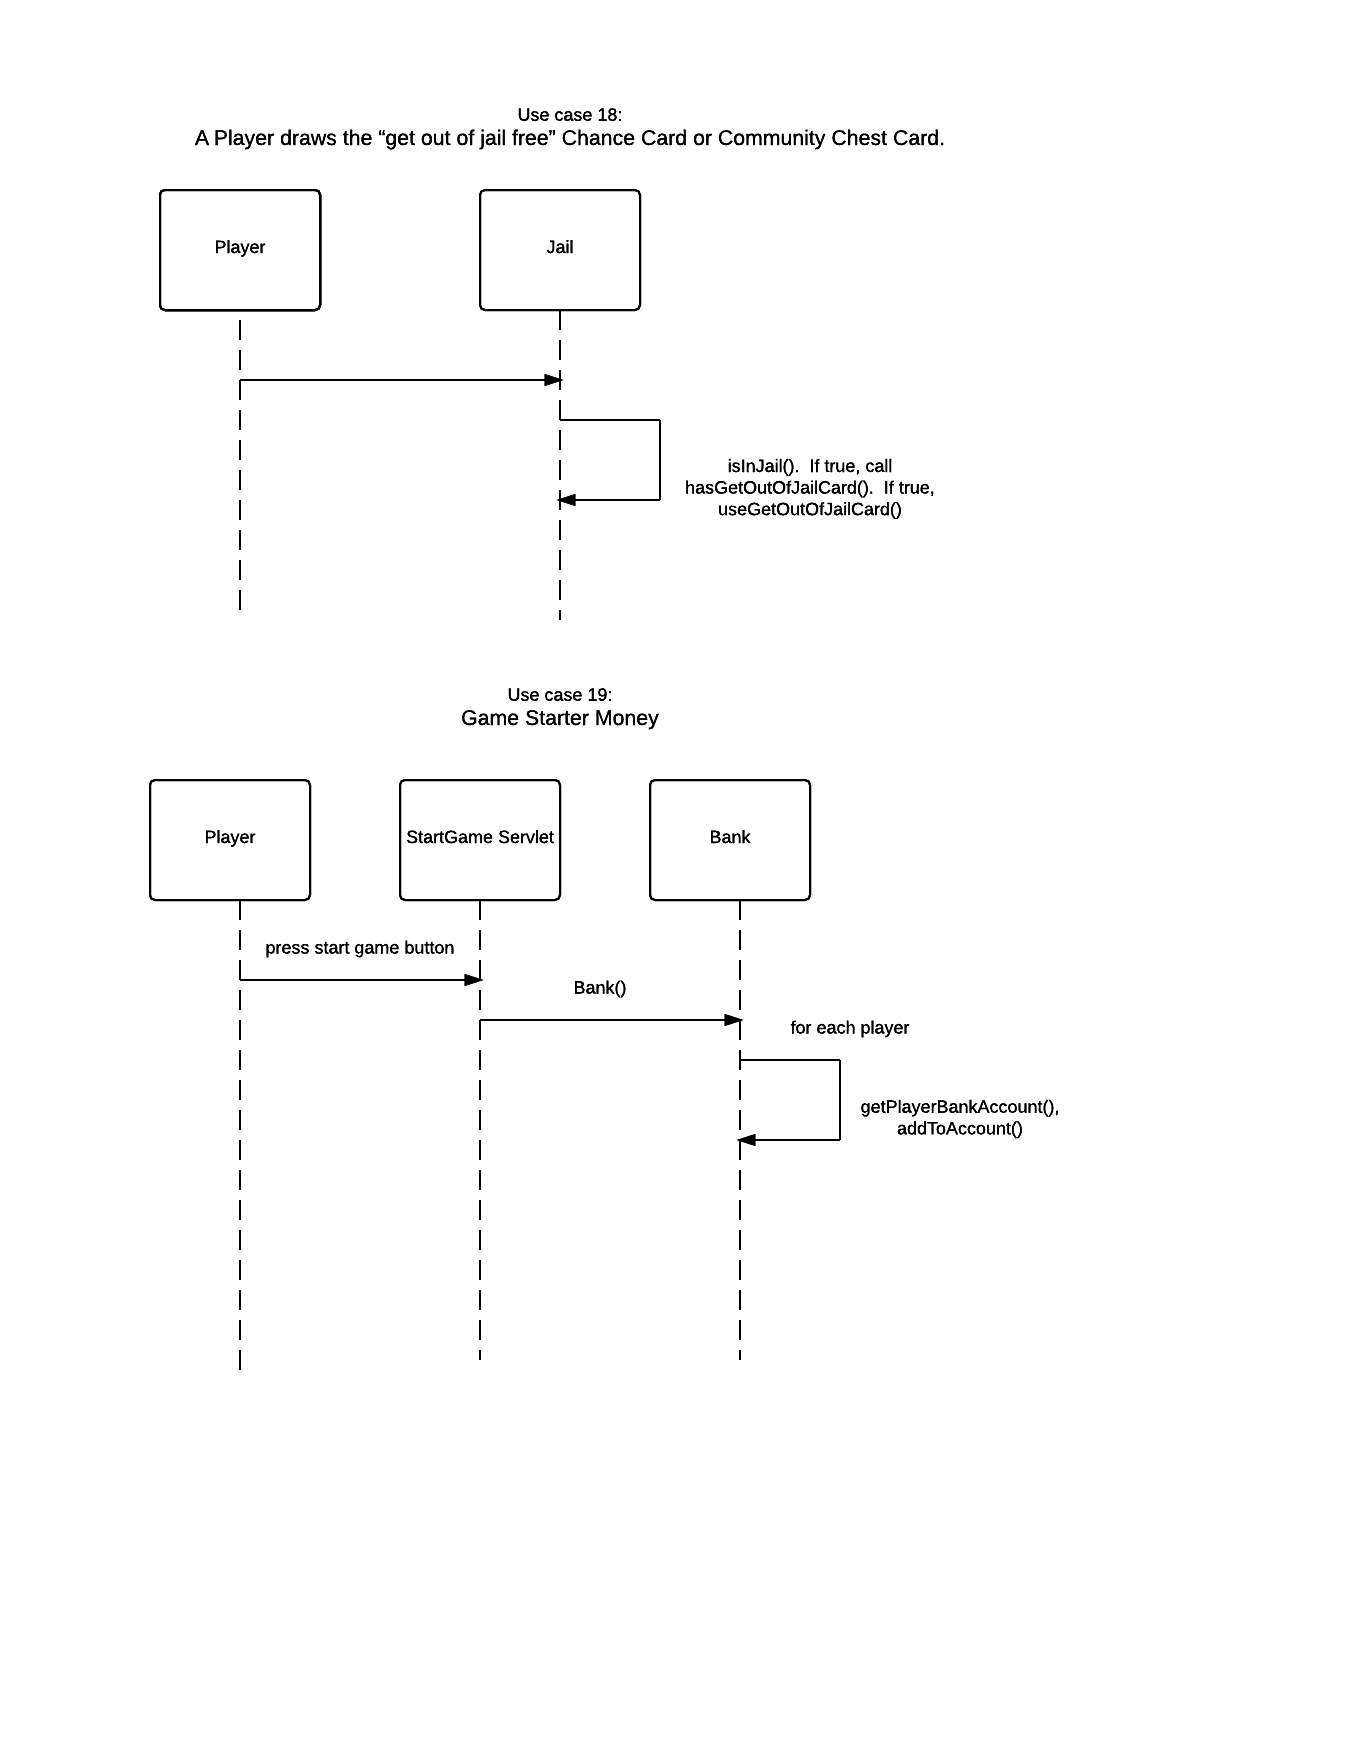 Use case 18:
A Player draws the “get out of jail free” Chance Card or Community Chest Card.
Player
Jail
isInJail().  If true, call
hasGetOutOfJailCard().  If true,
useGetOutOfJailCard()
Use case 19:
Game Starter Money
Player
StartGame Servlet
Bank
press start game button
Bank()
for each player
getPlayerBankAccount(),
addToAccount()